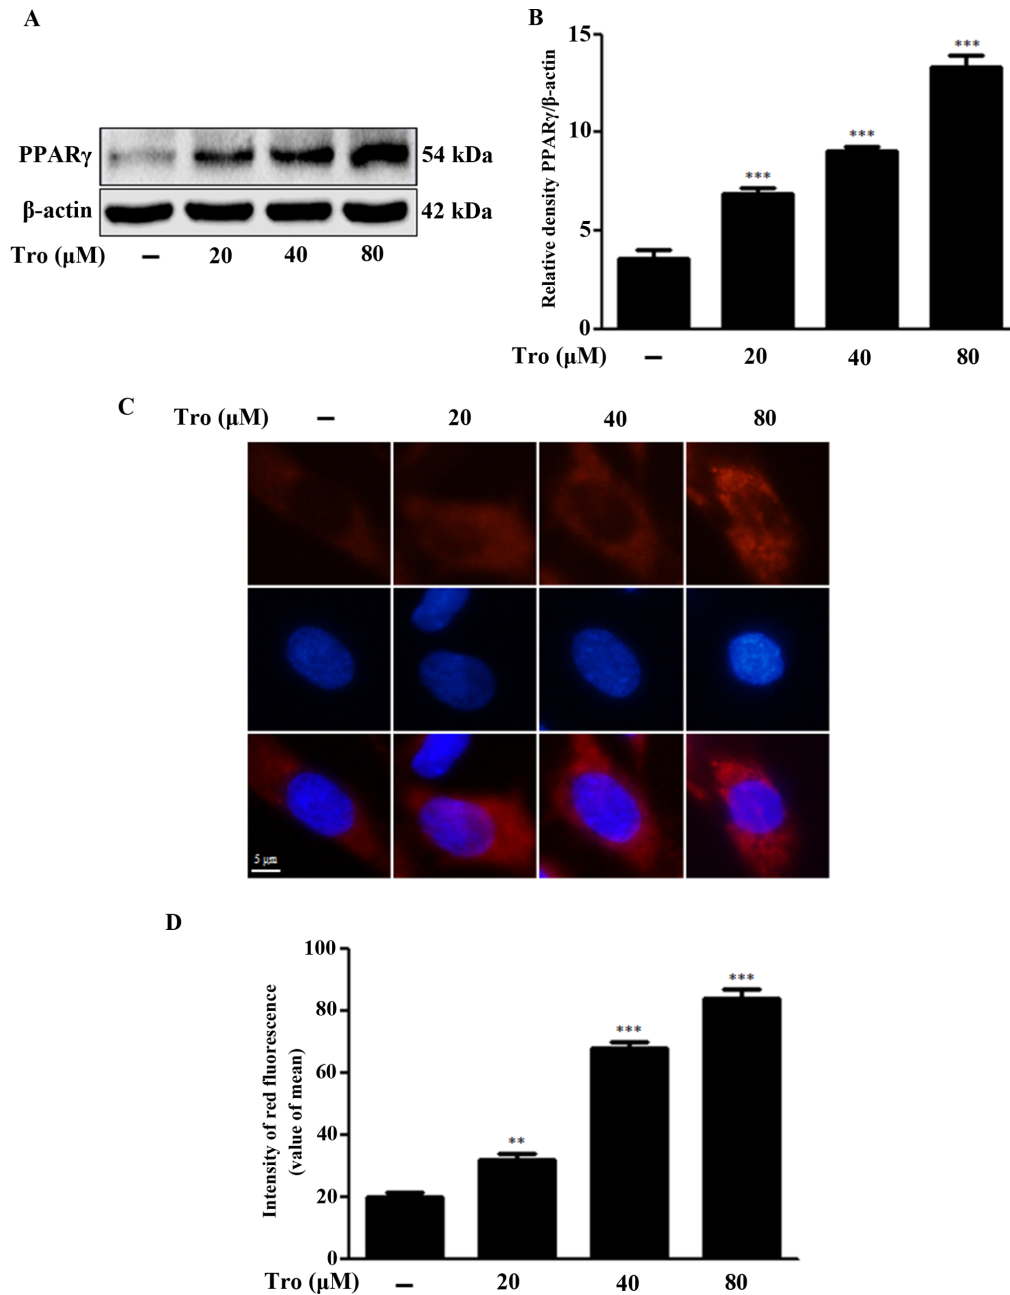 A
PPARγ 54 kDa
β-actin 42 kDa
Tro (μM) – 20 40 80
B
Relative density PPARγ/β-actin
15
10
5
0
***
***
***
Tro (μM) – 20 40 80
C
Tro (μM) – 20 40 80
5 μm
D
Intensity of red fluorescence
(value of mean)
100
80
60
40
20
0
**
***
***
Tro (μM) – 20 40 80